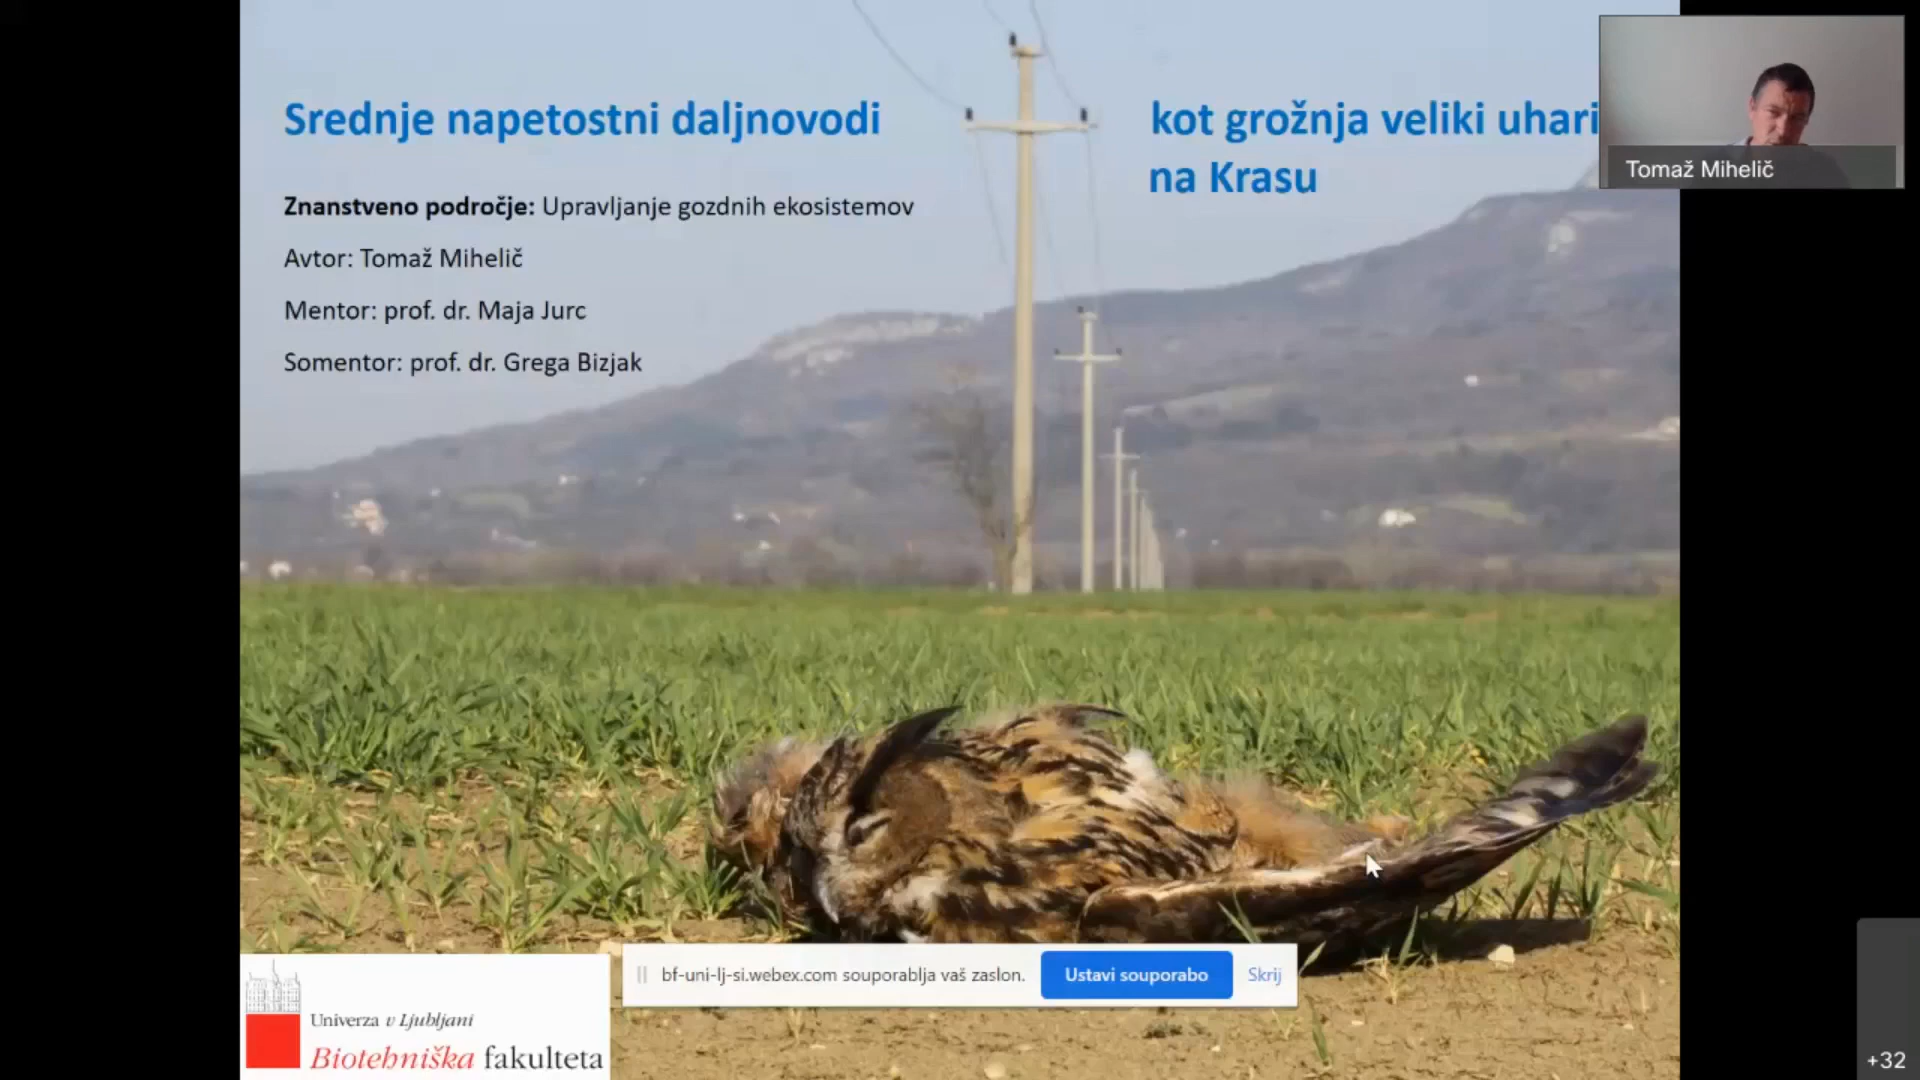 Srednje napetostni daljnovodi
kot grožnja veliki uhari
na Krasu
Znanstveno področje: Upravljanje gozdnih ekosistemov
Avtor: Tomaž Mihelič
Mentor: prof. dr. Maja Jurc
Somentor: prof. dr. Grega Bizjak
Tomaž Mihelič
bf-uni-lj-si.webex.com souporablja vaš zaslon.
Ustavi souporabo
Skrij
Univerza v Ljubljani
Biotehniška fakulteta
+32